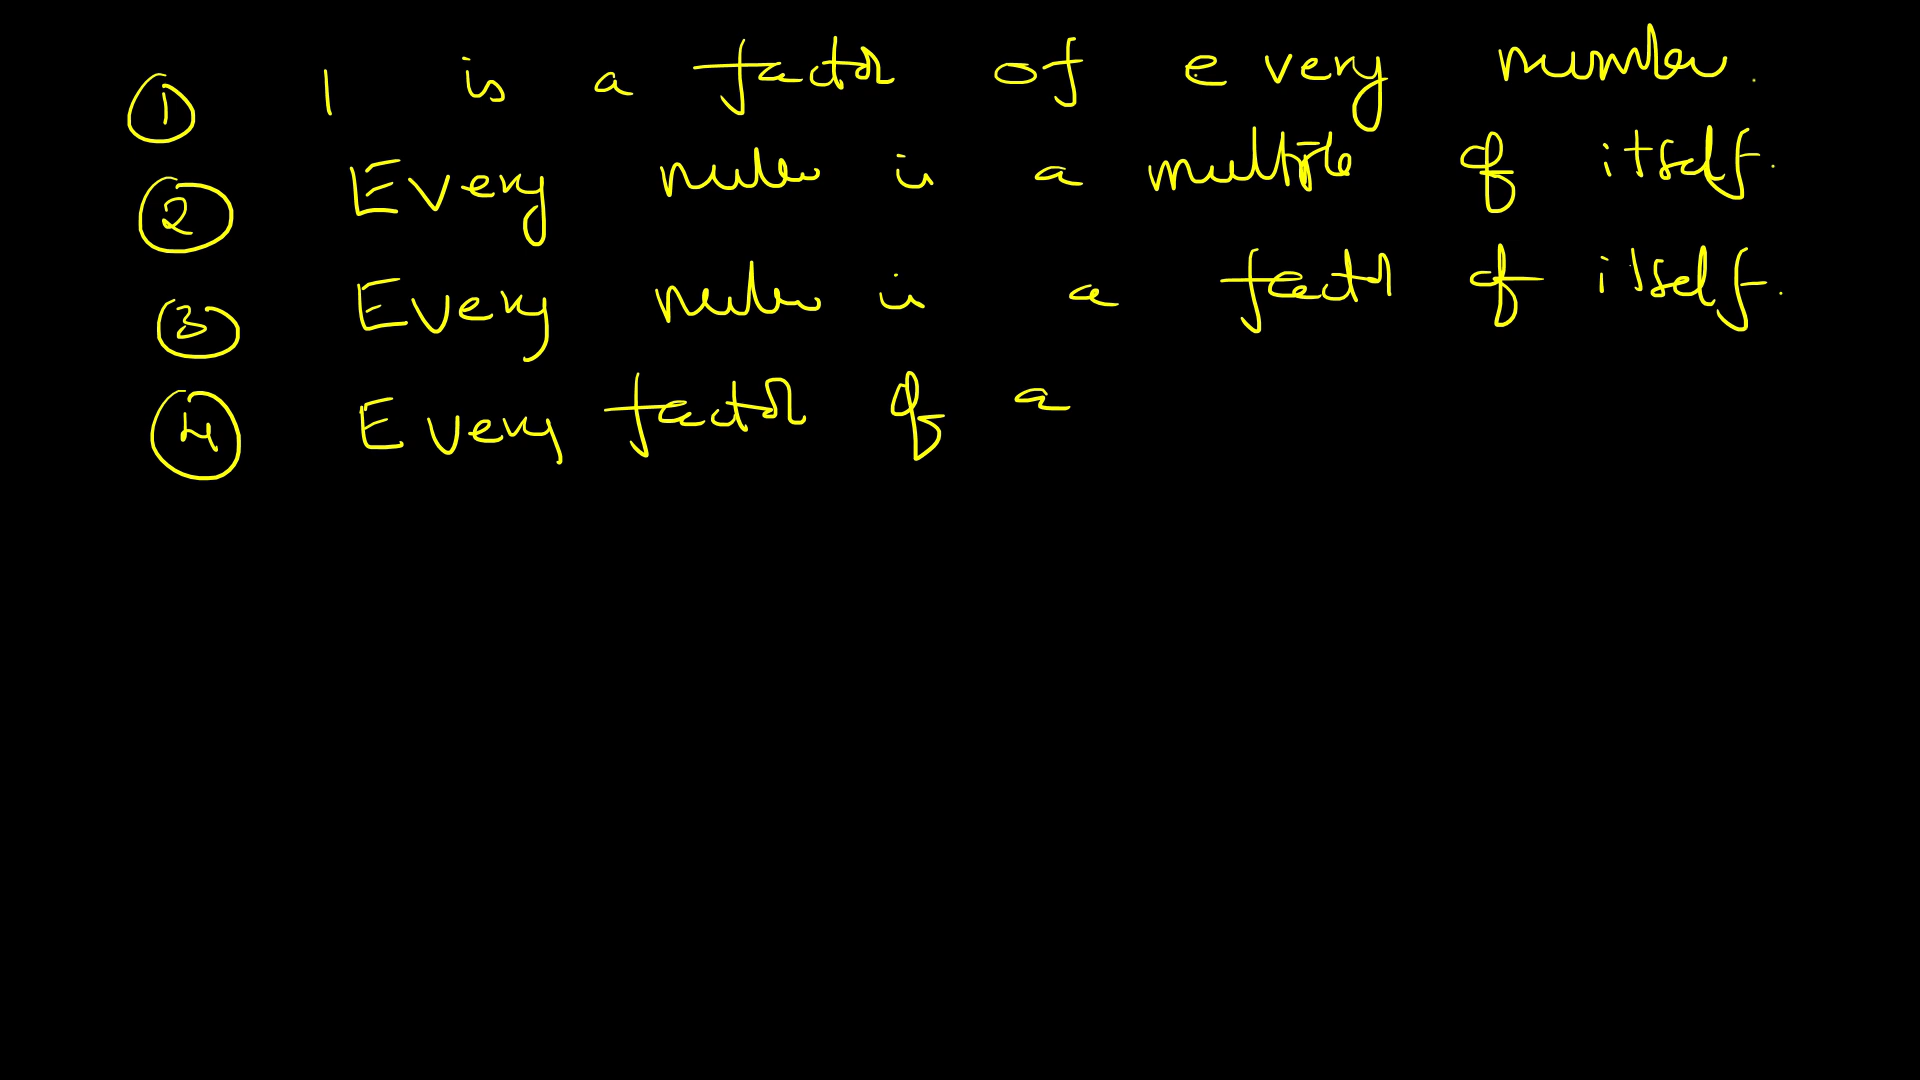 ① 1 is a factor of every number.
② Every number is a multiple of itself.
③ Every number is a factor of itself.
④ Every factor of a